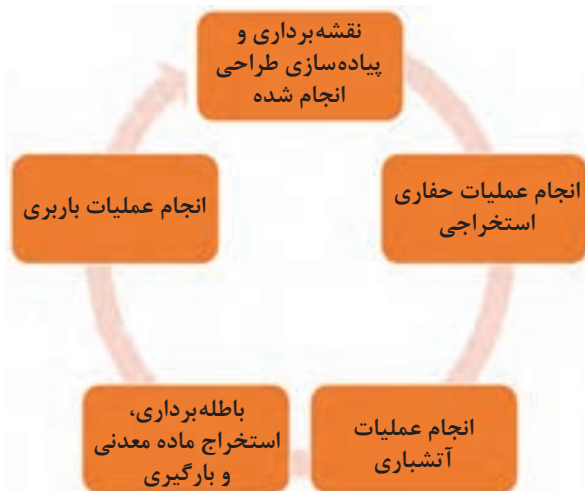 نقشه‌برداری و
پیاده‌سازی طراحی
انجام شده
انجام عملیات حفاری
استخراجی
انجام عملیات
آتشباری
باطله‌برداری،
استخراج ماده معدنی
و بارگیری
انجام عملیات باربری